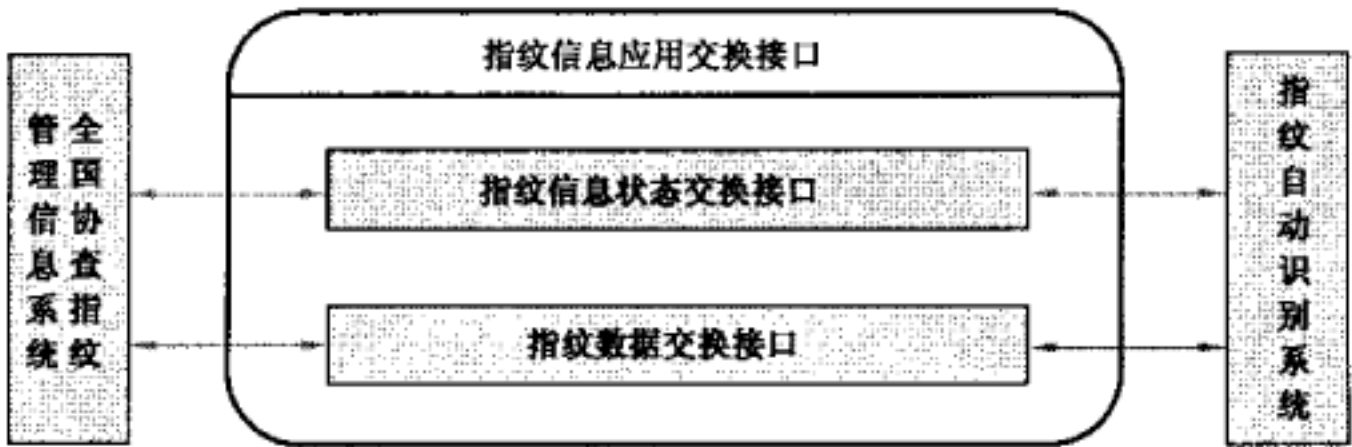 指纹信息应用交换接口
全国协查指纹
管理信息系统
指纹信息状态交换接口
指纹数据交换接口
指纹自动识别系统